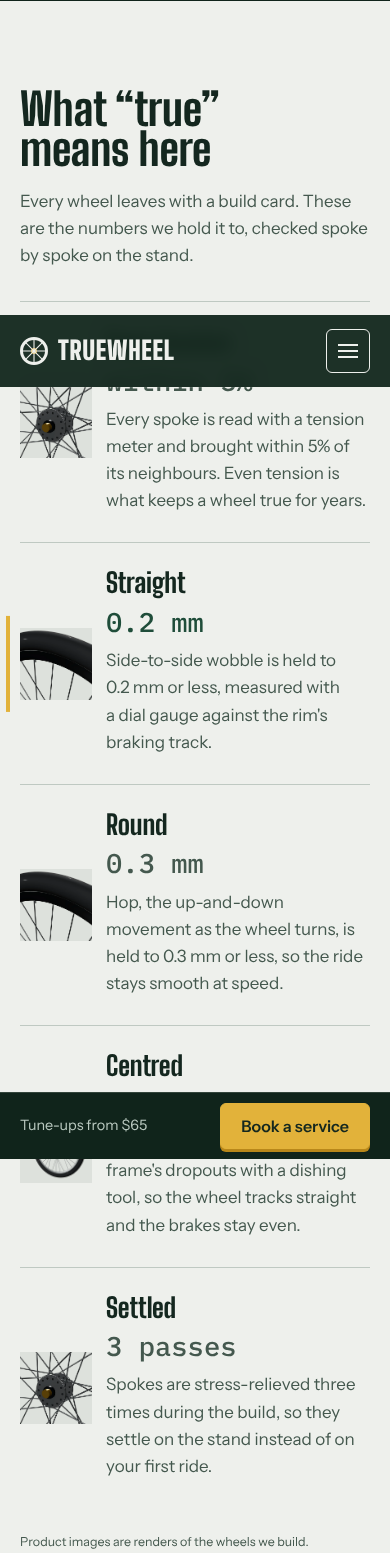 What “true”
means here
Every wheel leaves with a build card. These
are the numbers we hold it to, checked spoke
by spoke on the stand.
TRUEWHEEL
within 5%
Every spoke is read with a tension
meter and brought within 5% of
its neighbours. Even tension is
what keeps a wheel true for years.
Straight
0.2 mm
Side-to-side wobble is held to
0.2 mm or less, measured with
a dial gauge against the rim's
braking track.
Round
0.3 mm
Hop, the up-and-down
movement as the wheel turns, is
held to 0.3 mm or less, so the ride
stays smooth at speed.
Centred
Tune-ups from $65
Book a service
frame's dropouts with a dishing
tool, so the wheel tracks straight
and the brakes stay even.
Settled
3 passes
Spokes are stress-relieved three
times during the build, so they
settle on the stand instead of on
your first ride.
Product images are renders of the wheels we build.